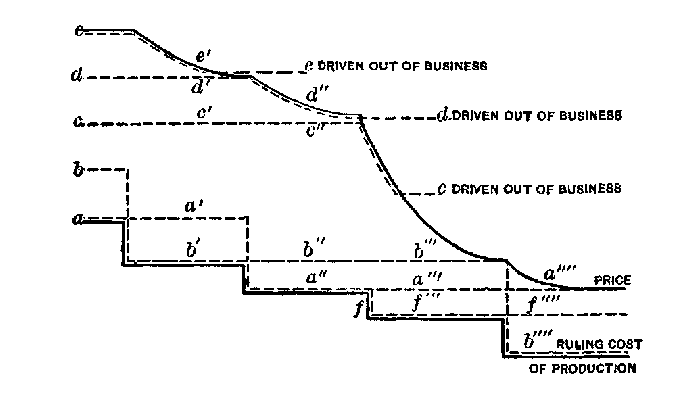 e
e'
e DRIVEN OUT OF BUSINESS
d
d'
d''
d DRIVEN OUT OF BUSINESS
c
c'
c''
b
c DRIVEN OUT OF BUSINESS
a
a'
b'
b''
b'''
a''
a'''
a''''
PRICE
f
f'''
f''''
b'''' RULING COST
OF PRODUCTION